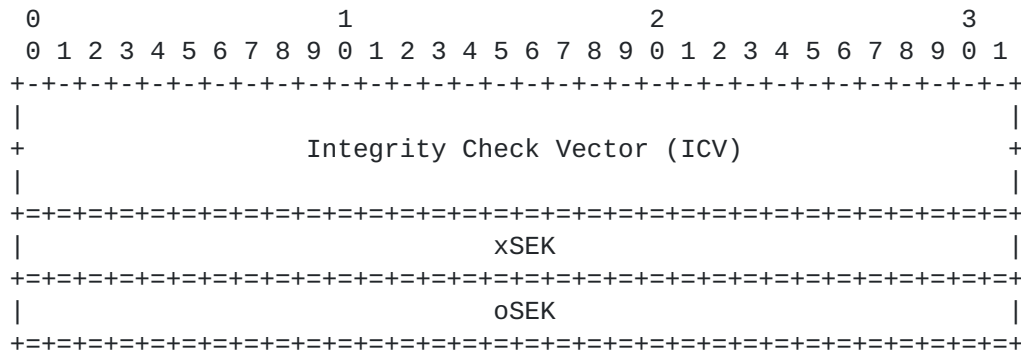 0                   1                   2                   3
 0 1 2 3 4 5 6 7 8 9 0 1 2 3 4 5 6 7 8 9 0 1 2 3 4 5 6 7 8 9 0 1
+-+-+-+-+-+-+-+-+-+-+-+-+-+-+-+-+-+-+-+-+-+-+-+-+-+-+-+-+-+-+-+-+
|                                                               |
+                  Integrity Check Vector (ICV)                 +
|                                                               |
+=+=+=+=+=+=+=+=+=+=+=+=+=+=+=+=+=+=+=+=+=+=+=+=+=+=+=+=+=+=+=+=+
|                              xSEK                             |
+=+=+=+=+=+=+=+=+=+=+=+=+=+=+=+=+=+=+=+=+=+=+=+=+=+=+=+=+=+=+=+=+
|                              oSEK                             |
+=+=+=+=+=+=+=+=+=+=+=+=+=+=+=+=+=+=+=+=+=+=+=+=+=+=+=+=+=+=+=+=+